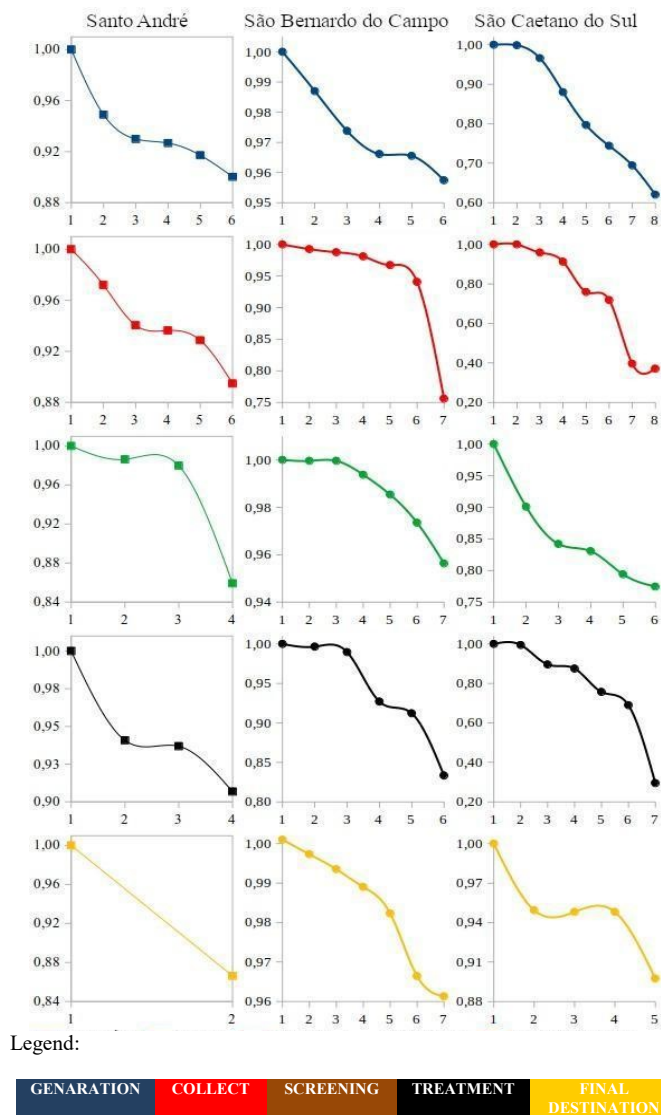 Santo André São Bernardo do Campo São Caetano do Sul
1,00 0,96 0,92 0,88
1 2 3 4 5 6
1,00 0,99 0,98 0,97 0,96 0,95
1 2 3 4 5 6
1,00 0,90 0,80 0,70 0,60
1 2 3 4 5 6 7 8
1,00 0,96 0,92 0,88
1 2 3 4 5 6
1,00 0,95 0,90 0,85 0,80 0,75
1 2 3 4 5 6 7
1,00 0,80 0,60 0,40 0,20
1 2 3 4 5 6 7 8
1,00 0,96 0,92 0,88 0,84
1 2 3 4
1,00 0,98 0,96 0,94
1 2 3 4 5 6 7
1,00 0,95 0,90 0,85 0,80 0,75
1 2 3 4 5 6
1,00 0,98 0,95 0,93 0,90
1 2 3 4
1,00 0,95 0,90 0,85 0,80
1 2 3 4 5 6
1,00 0,80 0,60 0,40 0,20
1 2 3 4 5 6 7
1,00 0,96 0,92 0,88 0,84
1 2
1,00 0,99 0,98 0,97 0,96
1 2 3 4 5 6 7
1,00 0,97 0,94 0,91 0,88
1 2 3 4 5
Legend:
GENARATION COLLECT SCREENING TREATMENT FINAL
DESTINATION